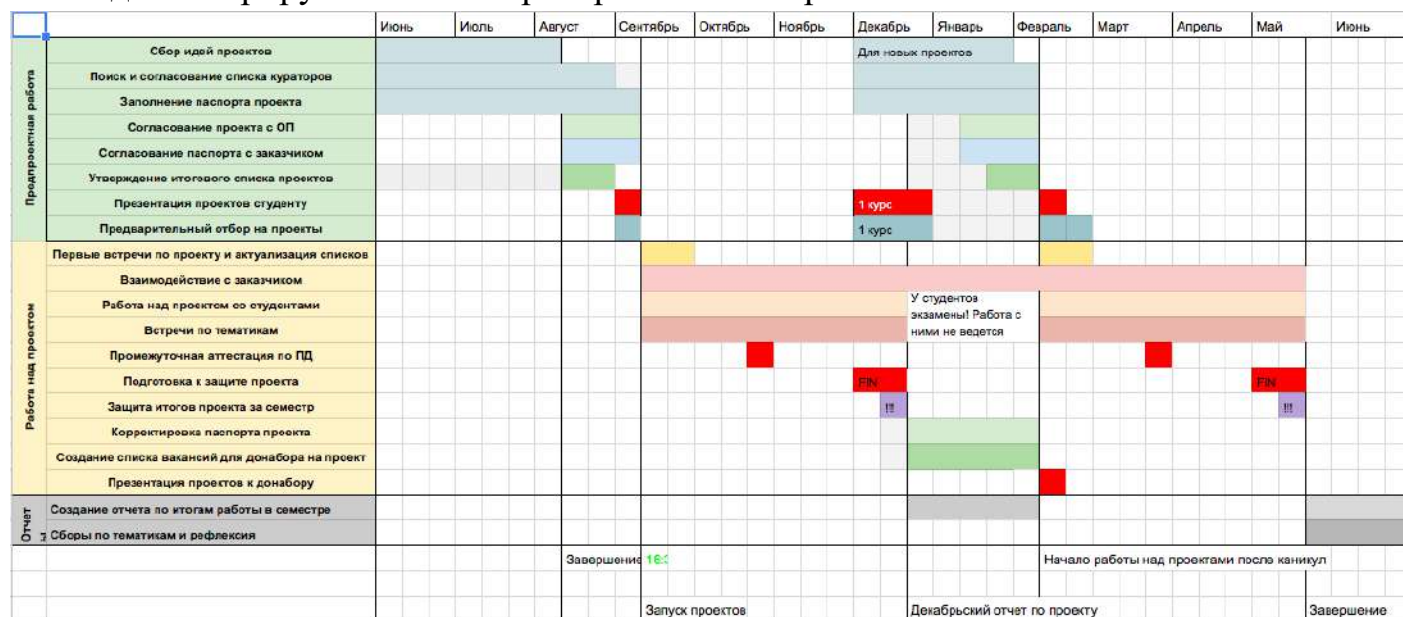 Июнь Июль Август Сентябрь Октябрь Ноябрь Декабрь Январь Февраль Март Апрель Май Июнь
Предпроектная работа
Сбор идей проектов Для новых проектов
Поиск и согласование списка кураторов
Заполнение паспорта проекта
Согласование проекта с ОП
Согласование паспорта с заказчиком
Утверждение итогового списка проектов
Презентация проектов студенту 1 курс
Предварительный отбор на проекты 1 курс
Работа над проектом
Первые встречи по проекту и актуализация списков
Взаимодействие с заказчиком
Работа над проектом со студентами
У студентов
экзамены! Работа с
ними не ведется
Встречи по тематикам
Промежуточная аттестация по ПД
Подготовка к защите проекта FIN FIN
Защита итогов проекта за семестр !!! !!!
Корректировка паспорта проекта
Создание списка вакансий для донабора на проект
Презентация проектов к донабору
Отчет
Создание отчета по итогам работы в семестре
Сборы по тематикам и рефлексия
Завершение Начало работы над проектами после каникул
Запуск проектов Декабрьский отчет по проекту Завершение